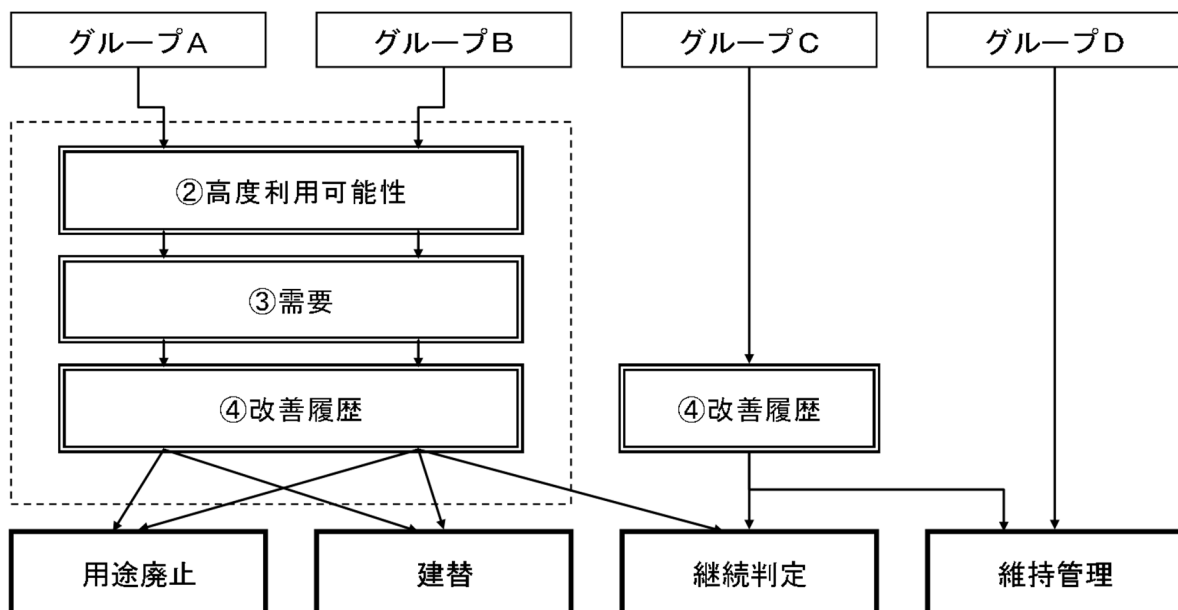 グループA
グループB
グループC
グループD
②高度利用可能性
③需要
④改善履歴
④改善履歴
用途廃止
建替
継続判定
維持管理